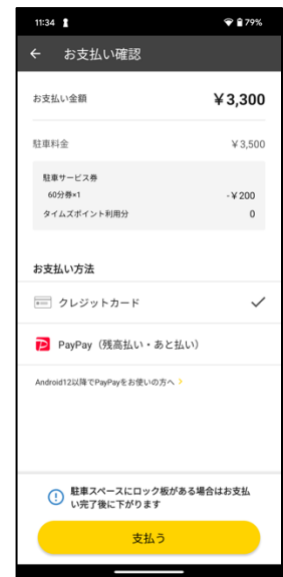 11:34 79%
← お支払い確認
お支払い金額 ¥3,300
駐車料金 ¥3,500
駐車サービス券
60分券×1 -¥200
タイムズポイント利用分 0
お支払い方法
クレジットカード
PayPay（残高払い・あと払い）
Android12以降でPayPayをお使いの方へ >
駐車スペースにロック板がある場合はお支払
い完了後に下がります
支払う